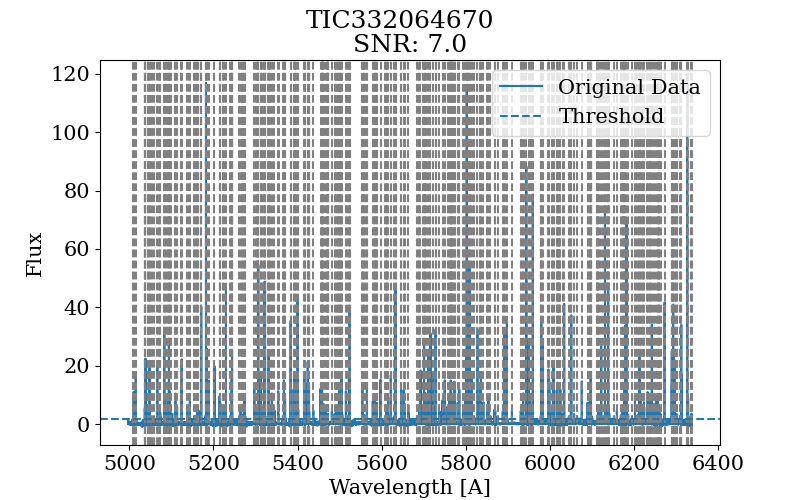 TIC332064670
SNR: 7.0
Original Data
Threshold
120
100
80
60
40
20
0
Flux
5000 5200 5400 5600 5800 6000 6200 6400
Wavelength [A]